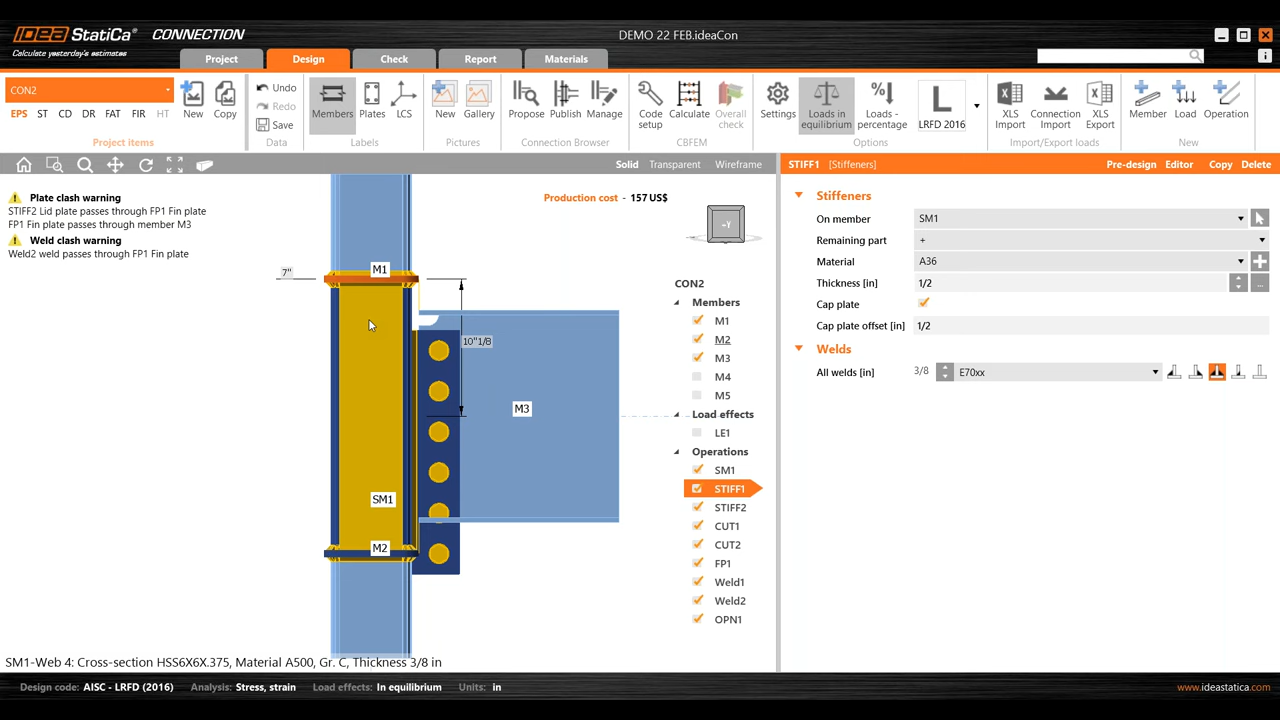 IDEA StatiCa® CONNECTION
Calculate yesterday's estimates
DEMO 22 FEB.ideaCon
Project Design Check Report Materials
CON2
EPS ST CD DR FAT FIR HT
New Copy
Project items
Undo
Redo
Save
Data
Members Plates LCS
Labels
New Gallery
Pictures
Propose Publish Manage
Connection Browser
Code setup Calculate Overall check
CBFEM
Settings Loads in equilibrium Loads - percentage LRFD 2016
Options
XLS Import Connection Import XLS Export
Import/Export loads
Member Load Operation
New
Solid Transparent Wireframe
STIFF1 [Stiffeners] Pre-design Editor Copy Delete
Plate clash warning
STIFF2 Lid plate passes through FP1 Fin plate
FP1 Fin plate passes through member M3
Weld clash warning
Weld2 weld passes through FP1 Fin plate
Production cost - 157 US$
+Y
7"
M1
10"1/8
M3
SM1
M2
CON2
Members
M1
M2
M3
M4
M5
Load effects
LE1
Operations
SM1
STIFF1
STIFF2
CUT1
CUT2
FP1
Weld1
Weld2
OPN1
Stiffeners
On member SM1
Remaining part +
Material A36
Thickness [in] 1/2
Cap plate
Cap plate offset [in] 1/2
Welds
All welds [in] 3/8 E70xx
SM1-Web 4: Cross-section HSS6X6X.375, Material A500, Gr. C, Thickness 3/8 in
Design code: AISC - LRFD (2016) Analysis: Stress, strain Load effects: In equilibrium Units: in
www.ideastatica.com